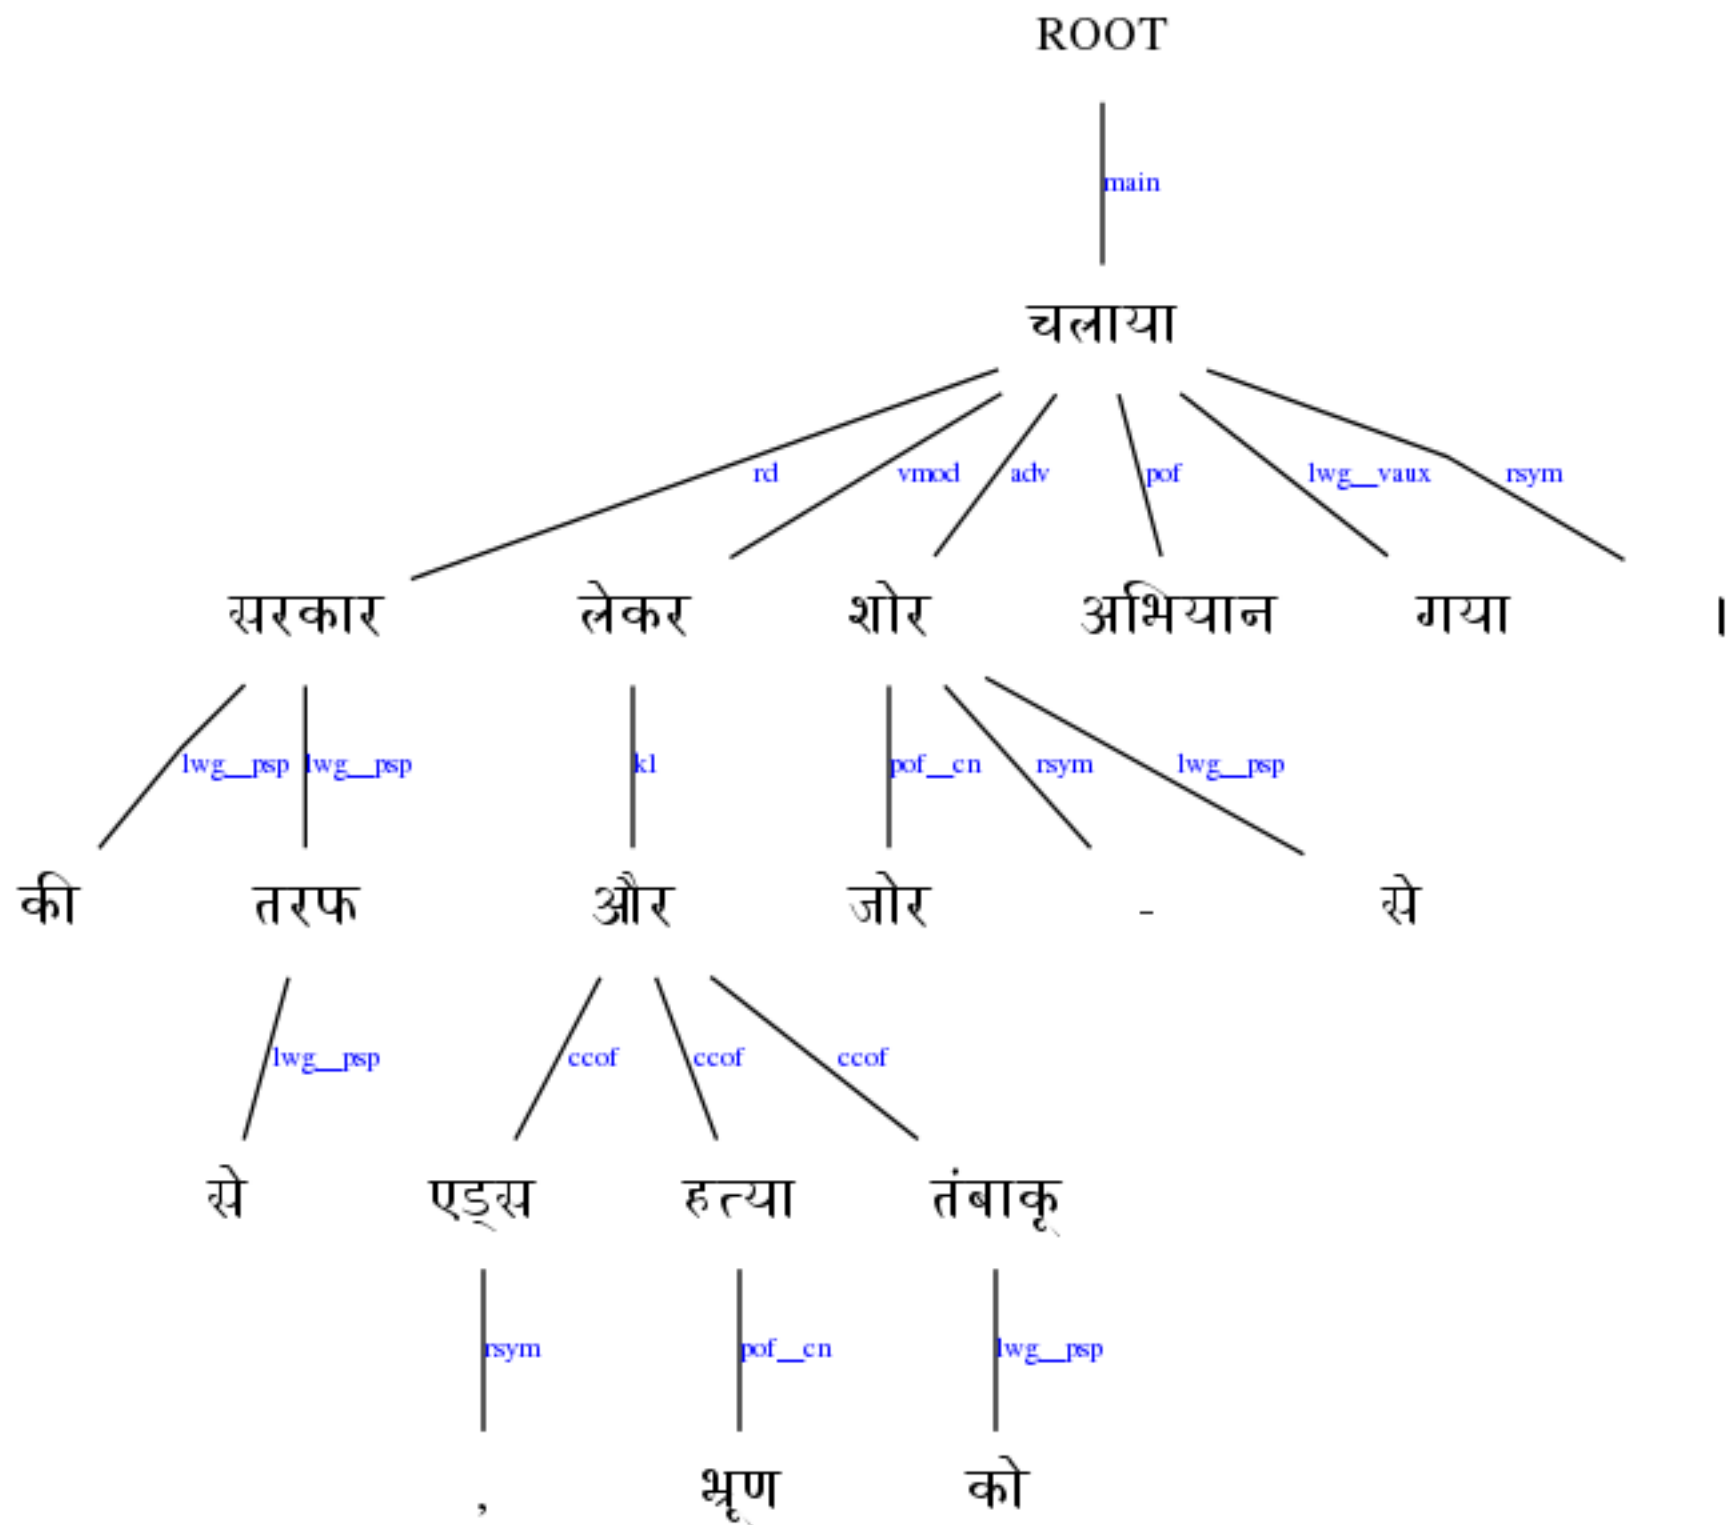 ROOT
main
चलाया
rd vmod adv pof lwg__vaux rsym
सरकार लेकर शोर अभियान गया ।
lwg__psp lwg__psp k1 pof__cn rsym lwg__psp
की तरफ और जोर - से
lwg__psp ccof ccof ccof
से एड्स हत्या तंबाकू
rsym pof__cn lwg__psp
, भ्रूण को